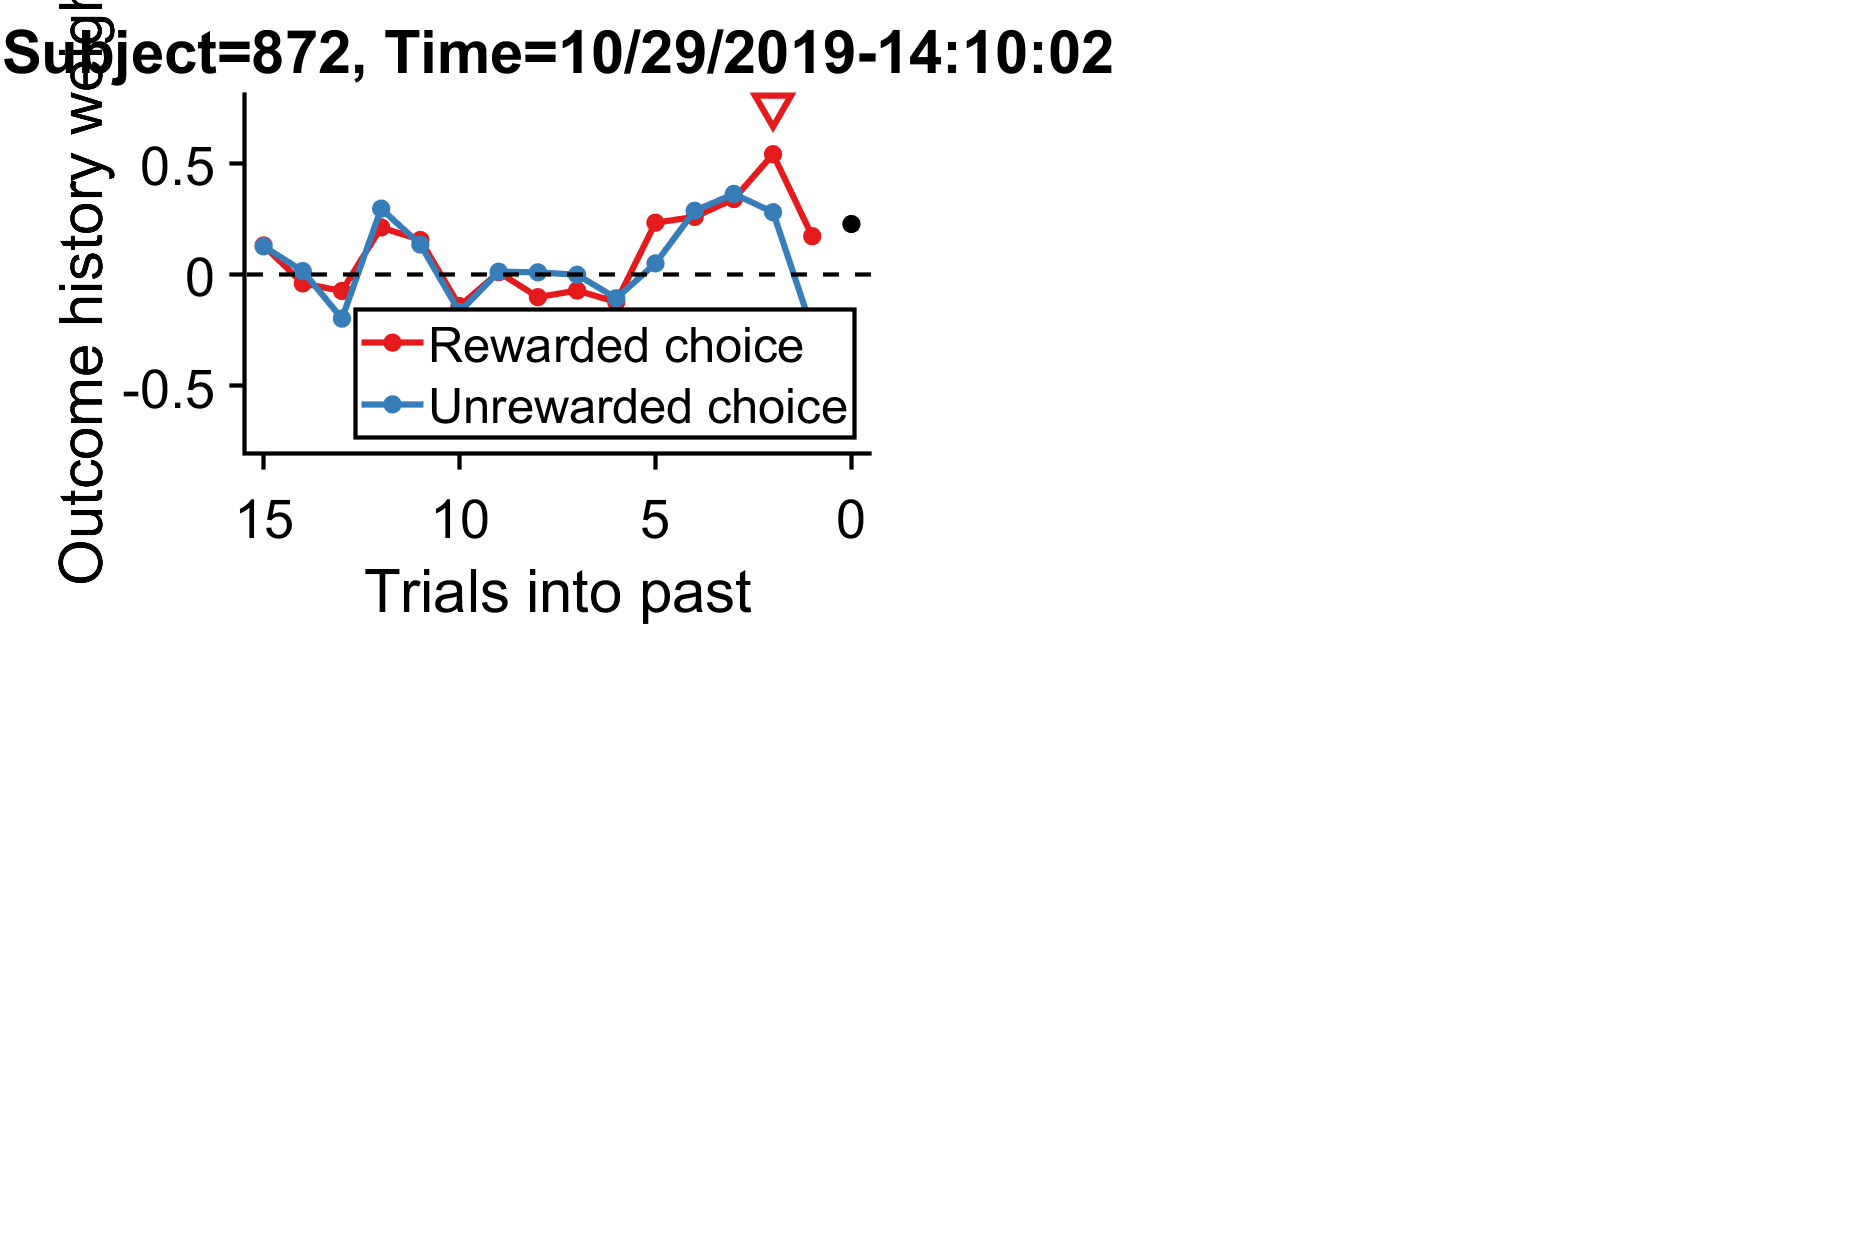 Subject=872, Time=10/29/2019-14:10:02
Outcome history
0.5
0
-0.5
Rewarded choice
Unrewarded choice
15 10 5 0
Trials into past